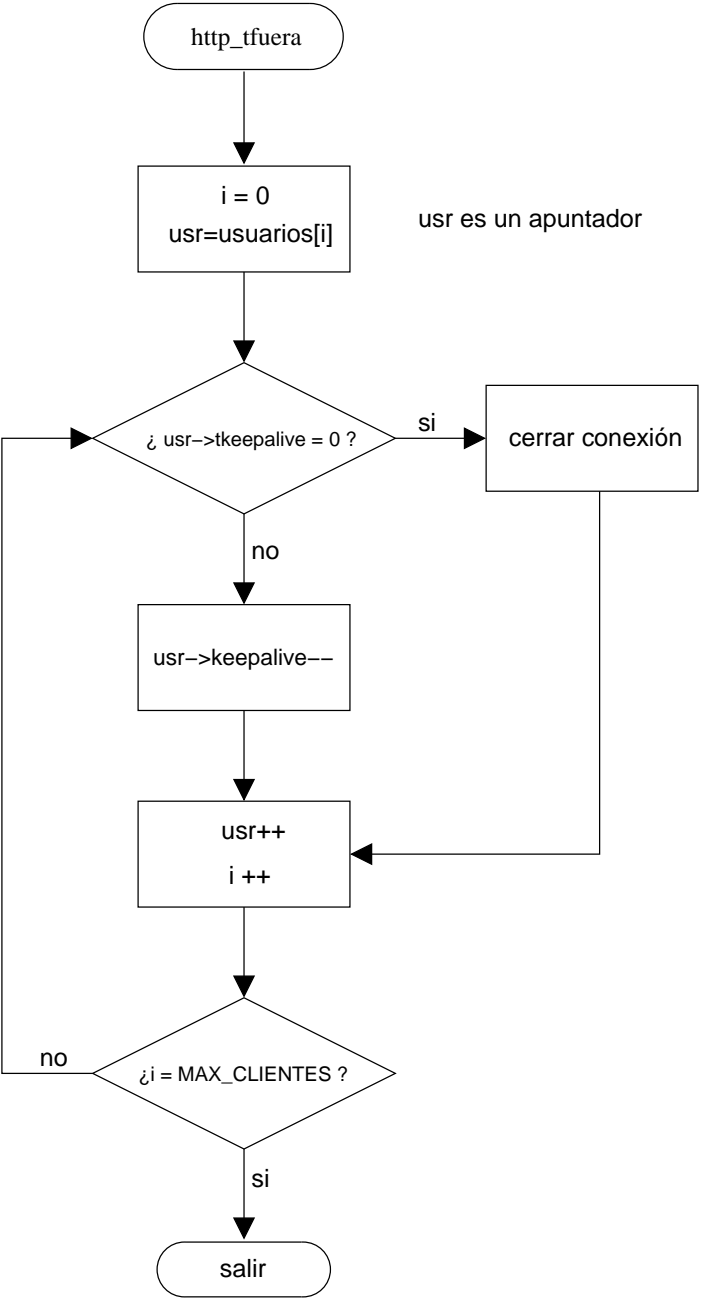 http_tfuera
i = 0
usr=usuarios[i]
usr es un apuntador
¿ usr−>tkeepalive = 0 ?
si
cerrar conexión
no
usr−>keepalive−−
usr++
i ++
no
¿i = MAX_CLIENTES ?
si
salir